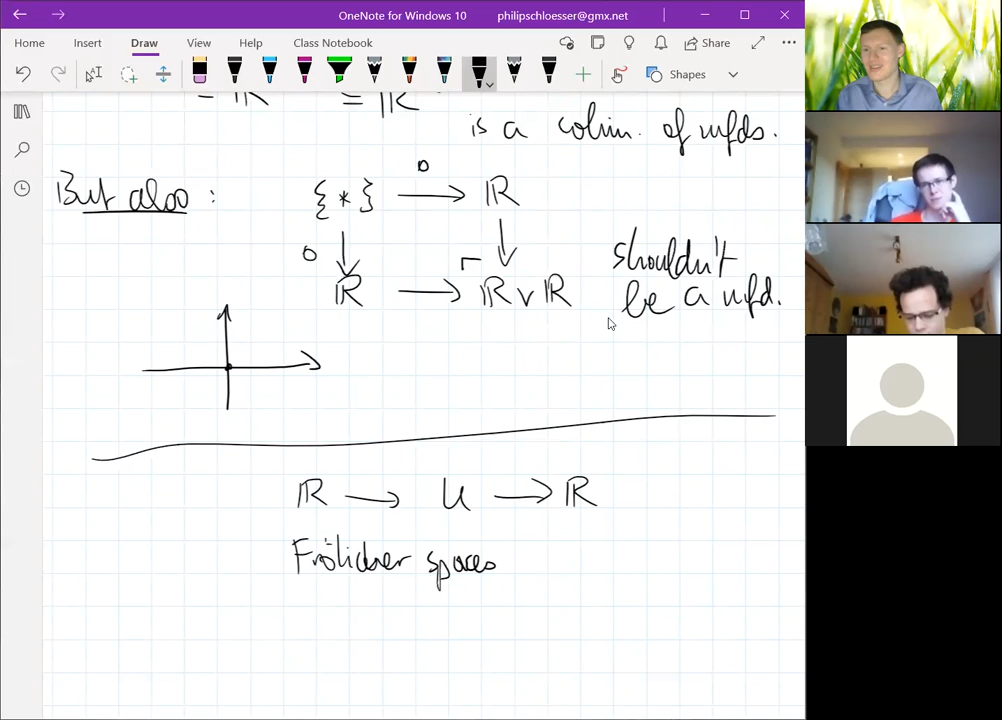 OneNote for Windows 10 philipschloesser@gmx.net
Home Insert Draw View Help Class Notebook Share
Shapes
= ℝ ≅ ℝ
is a colim. of mfds.
But also : {*} → ℝ
0
0
ℝ → ℝ ∨ ℝ
shouldn't
be a mfd.
ℝ → U → ℝ
Frölicher spaces